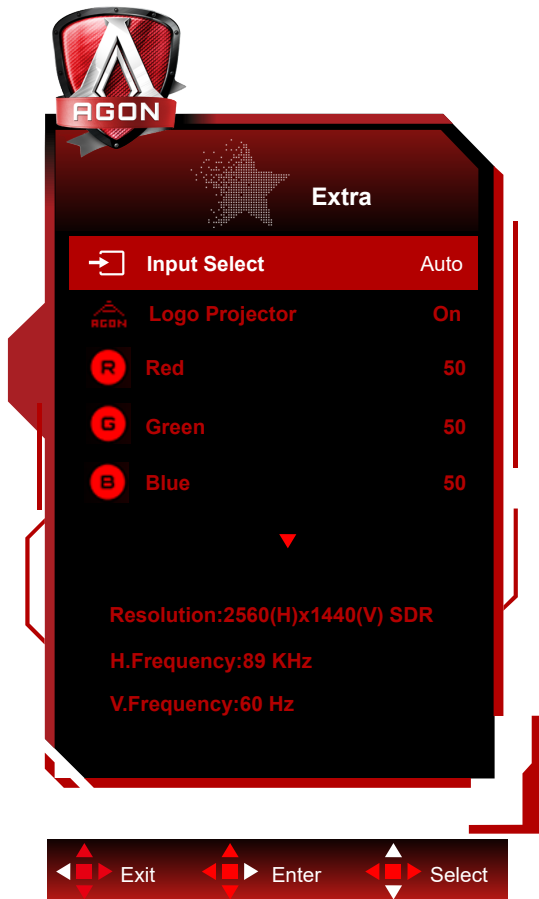 AGON
Extra
Input Select Auto
AGON Logo Projector On
R Red 50
G Green 50
B Blue 50
Resolution:2560(H)x1440(V) SDR
H.Frequency:89 KHz
V.Frequency:60 Hz
Exit Enter Select